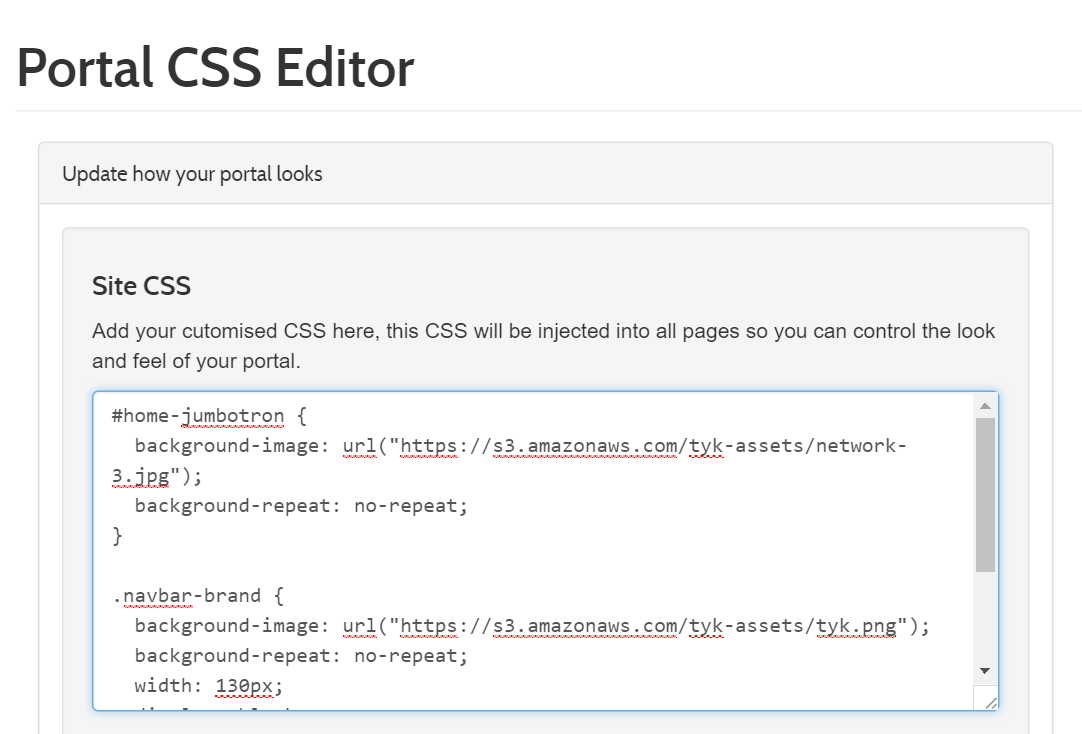 Portal CSS Editor
Update how your portal looks
Site CSS
Add your cutomised CSS here, this CSS will be injected into all pages so you can control the look
and feel of your portal.
#home-jumbotron {
background-image: url("https://s3.amazonaws.com/tyk-assets/network-
3.jpg");
background-repeat: no-repeat;
}
.navbar-brand {
background-image: url("https://s3.amazonaws.com/tyk-assets/tyk.png");
background-repeat: no-repeat;
width: 130px;